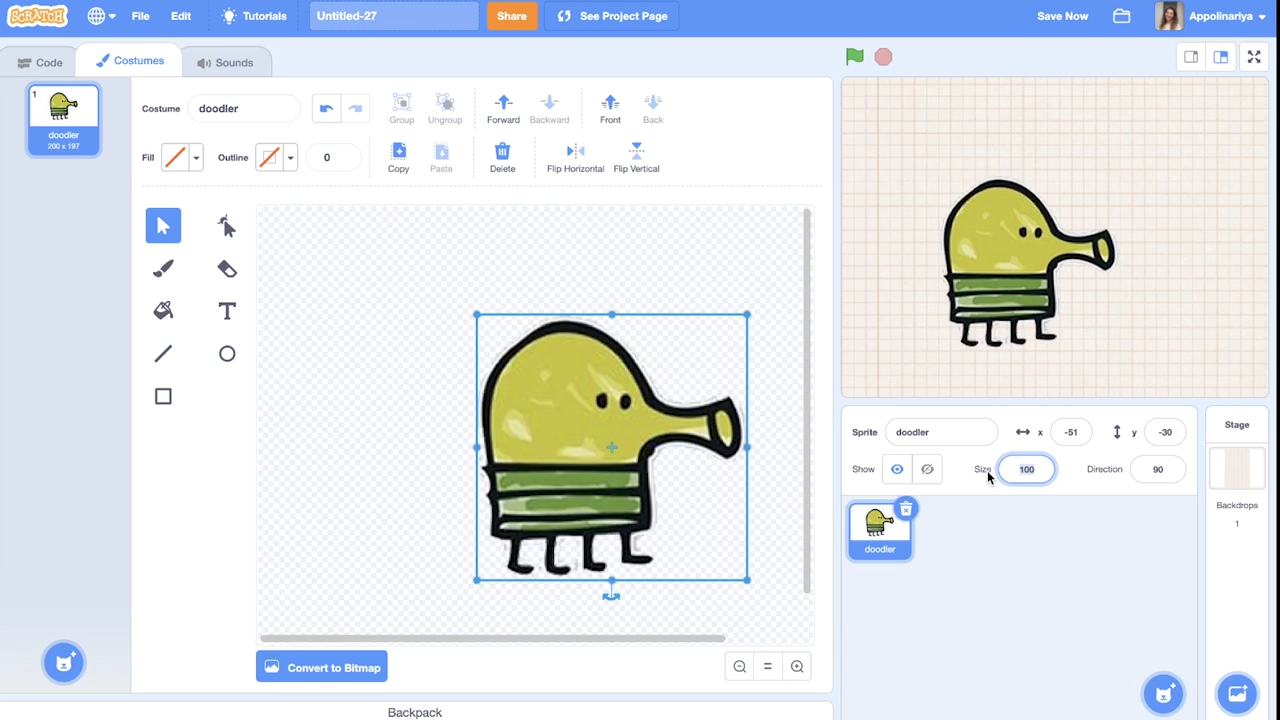 SCRATCH File Edit Tutorials Untitled-27 Share See Project Page Save Now Appolinariya
Code Costumes Sounds
1
doodler
200 x 197
Costume doodler Group Ungroup Forward Backward Front Back
Fill Outline 0 Copy Paste Delete Flip Horizontal Flip Vertical
T
Convert to Bitmap
Backpack
Sprite doodler x -51 y -30
Show Size 100 Direction 90
doodler
Stage
Backdrops
1